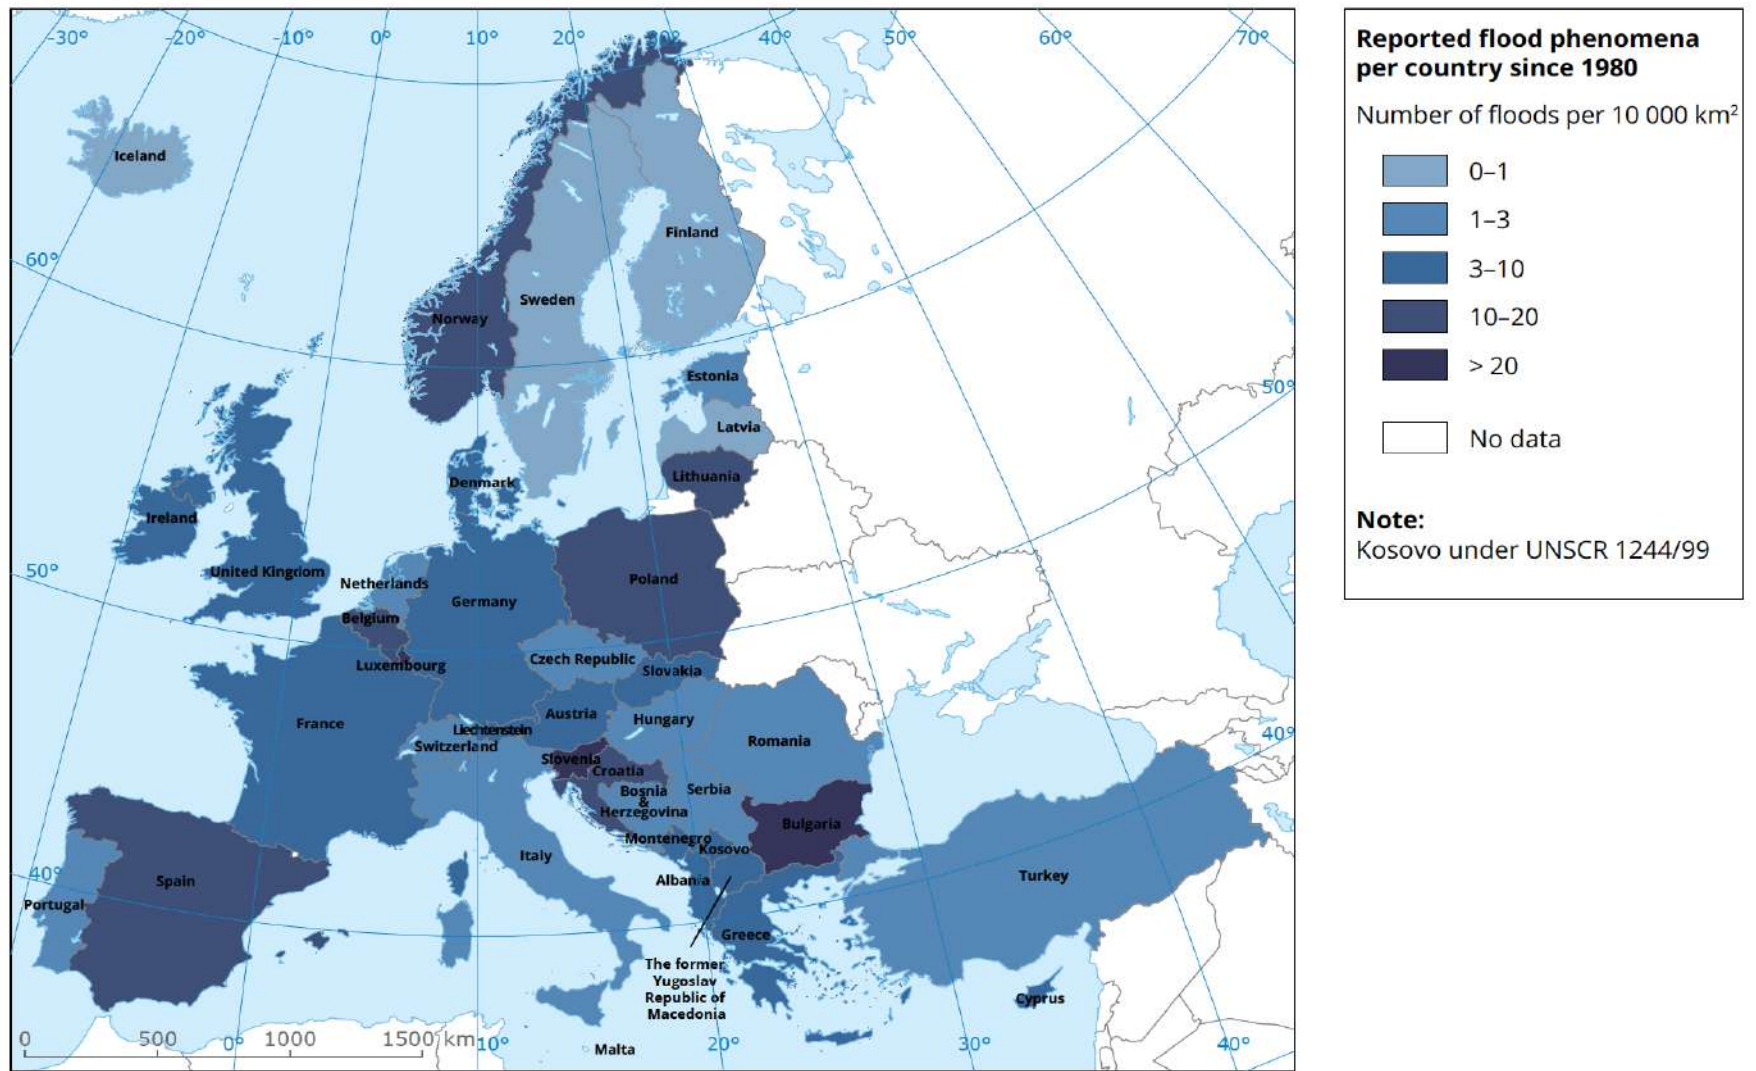 -30°
-20°
-10°
0°
10°
20°
30°
40°
50°
60°
70°
Iceland
60°
Finland
Sweden
Norway
Estonia
50°
Latvia
Lithuania
Denmark
Ireland
50°
United Kingdom
Netherlands
Poland
Germany
Belgium
Czech Republic
Luxembourg
Slovakia
Austria
Hungary
France
Liechtenstein
40°
Switzerland
Romania
Slovenia
Croatia
Bosnia
&
Herzegovina
Serbia
Bulgaria
Montenegro
Kosovo
Italy
40°
Spain
Albania
Turkey
Portugal
Greece
The former
Yugoslav
Republic of
Macedonia
Cyprus
0
500
0°
1000
1500 km
10°
Malta
20°
30°
40°
Reported flood phenomena
per country since 1980
Number of floods per 10 000 km²
0–1
1–3
3–10
10–20
> 20
No data
Note:
Kosovo under UNSCR 1244/99